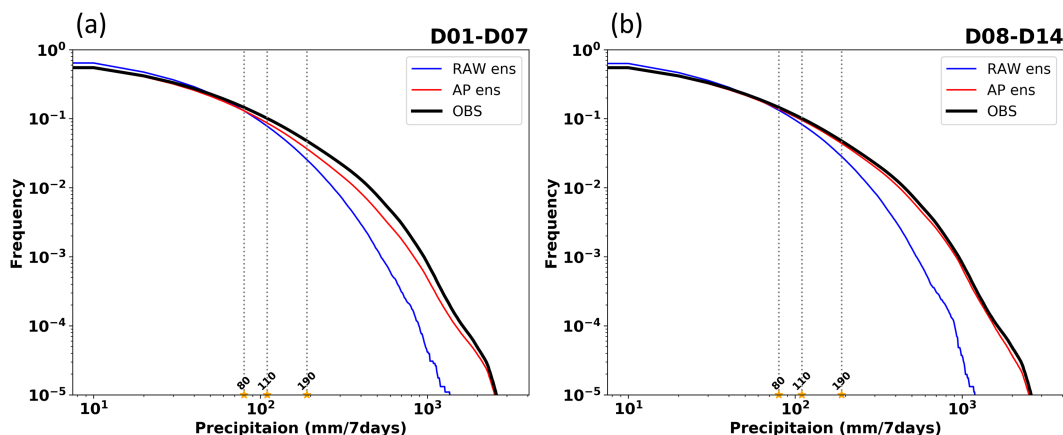 (a)
D01-D07
10⁰
10⁻¹
10⁻²
10⁻³
10⁻⁴
10⁻⁵
Frequency
RAW ens
AP ens
OBS
80
110
190
10¹
10²
10³
Precipitaion (mm/7days)
(b)
D08-D14
10⁰
10⁻¹
10⁻²
10⁻³
10⁻⁴
10⁻⁵
Frequency
RAW ens
AP ens
OBS
80
110
190
10¹
10²
10³
Precipitaion (mm/7days)